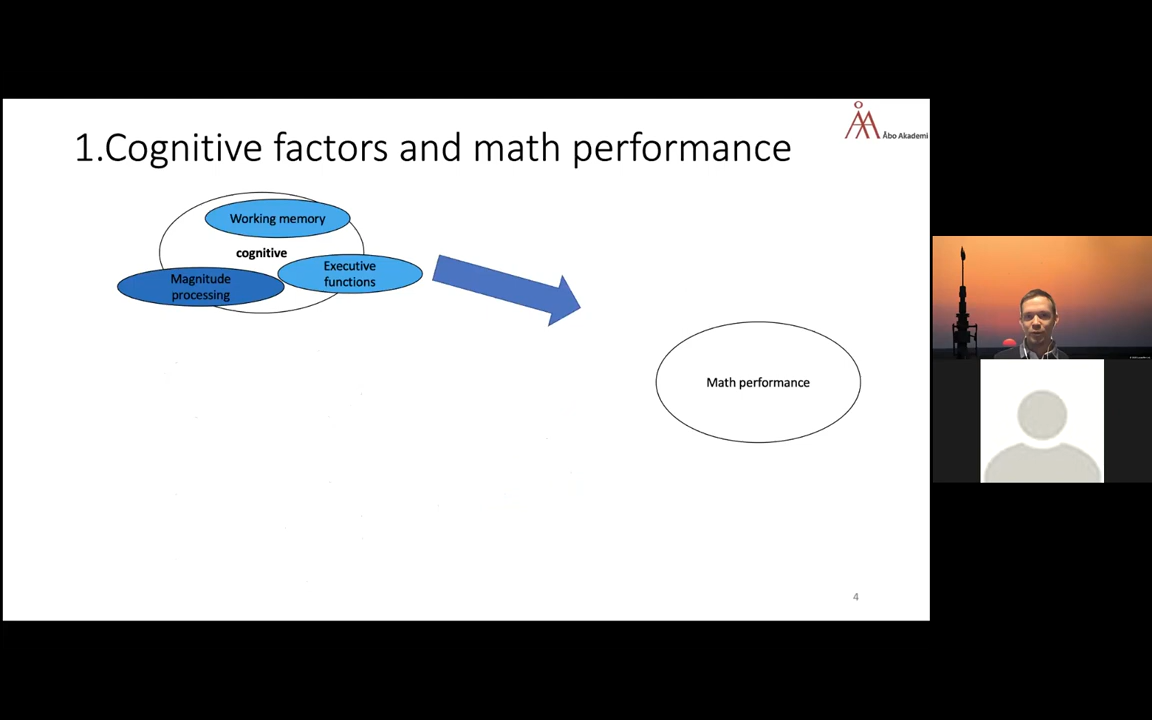 1.Cognitive factors and math performance
Åbo Akademi
Working memory
cognitive
Executive
functions
Magnitude
processing
Math performance
4